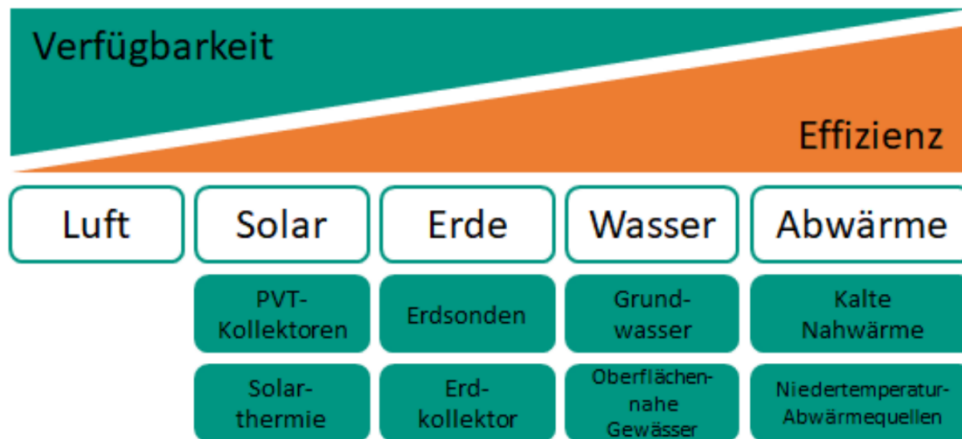 Verfügbarkeit
Effizienz
Luft
Solar
Erde
Wasser
Abwärme
PVT-
Kollektoren
Erdsonden
Grund-
wasser
Kalte
Nahwärme
Solar-
thermie
Erd-
kollektor
Oberflächen-
nahe
Gewässer
Niedertemperatur-
Abwärmequellen